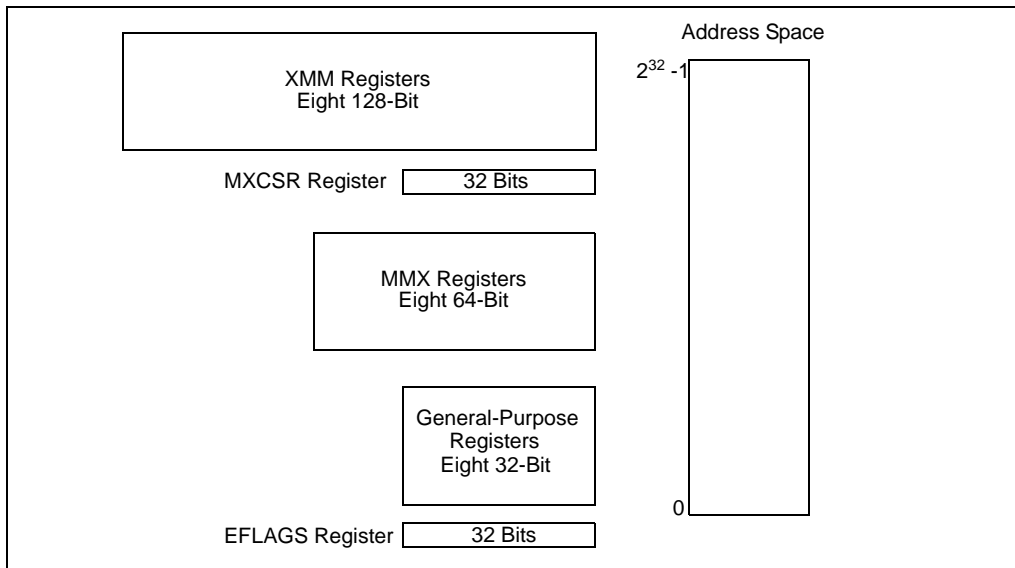 Address Space
2³² -1
XMM Registers
Eight 128-Bit
MXCSR Register
32 Bits
MMX Registers
Eight 64-Bit
General-Purpose
Registers
Eight 32-Bit
0
EFLAGS Register
32 Bits